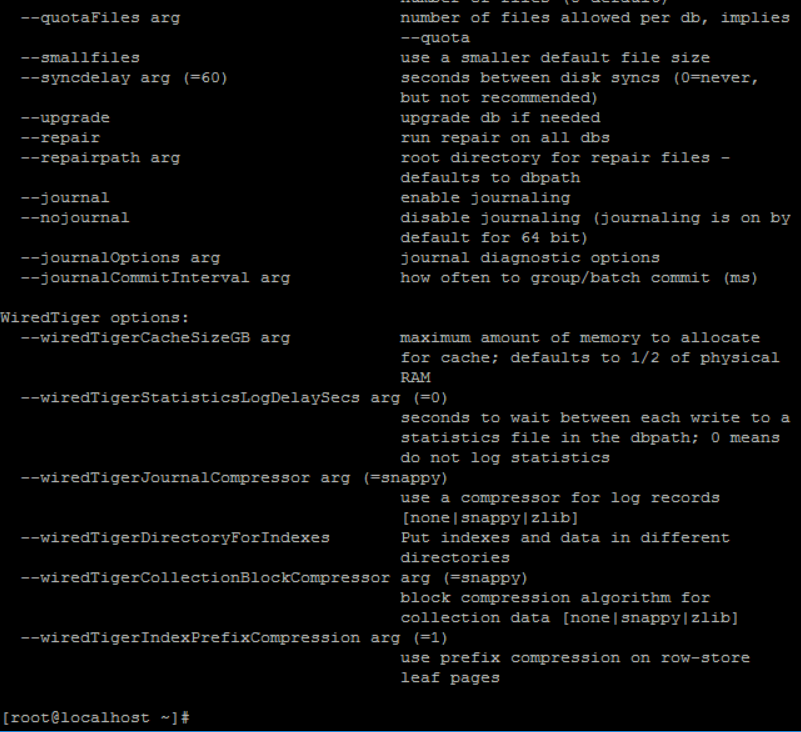 number of files (8 default)
--quotaFiles arg number of files allowed per db, implies
--quota
--smallfiles use a smaller default file size
--syncdelay arg (=60) seconds between disk syncs (0=never,
but not recommended)
--upgrade upgrade db if needed
--repair run repair on all dbs
--repairpath arg root directory for repair files -
defaults to dbpath
--journal enable journaling
--nojournal disable journaling (journaling is on by
default for 64 bit)
--journalOptions arg journal diagnostic options
--journalCommitInterval arg how often to group/batch commit (ms)
WiredTiger options:
--wiredTigerCacheSizeGB arg maximum amount of memory to allocate
for cache; defaults to 1/2 of physical
RAM
--wiredTigerStatisticsLogDelaySecs arg (=0)
seconds to wait between each write to a
statistics file in the dbpath; 0 means
do not log statistics
--wiredTigerJournalCompressor arg (=snappy)
use a compressor for log records
[none|snappy|zlib]
--wiredTigerDirectoryForIndexes Put indexes and data in different
directories
--wiredTigerCollectionBlockCompressor arg (=snappy)
block compression algorithm for
collection data [none|snappy|zlib]
--wiredTigerIndexPrefixCompression arg (=1)
use prefix compression on row-store
leaf pages
[root@localhost ~]#